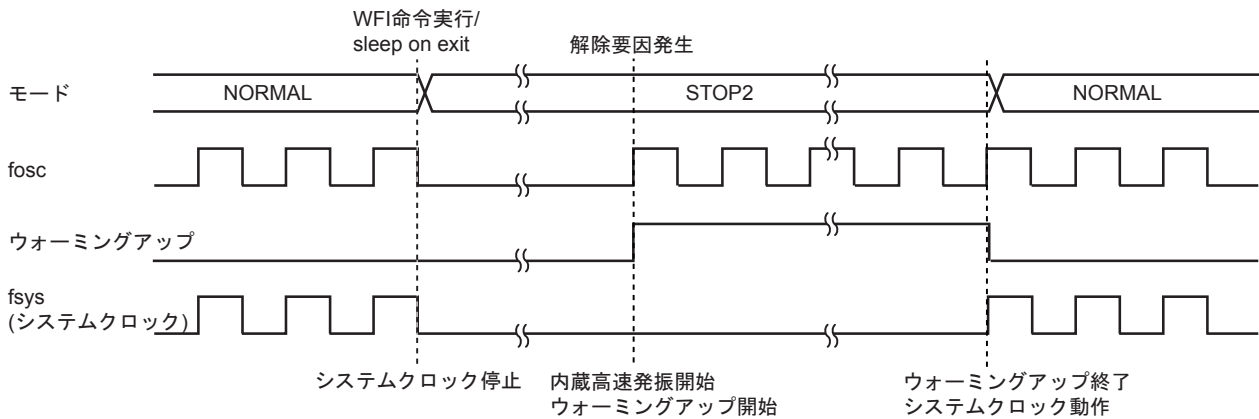 WFI命令実行/
sleep on exit
解除要因発生
モード
NORMAL
STOP2
NORMAL
fosc
ウォーミングアップ
fsys
(システムクロック)
システムクロック停止
内蔵高速発振開始
ウォーミングアップ開始
ウォーミングアップ終了
システムクロック動作